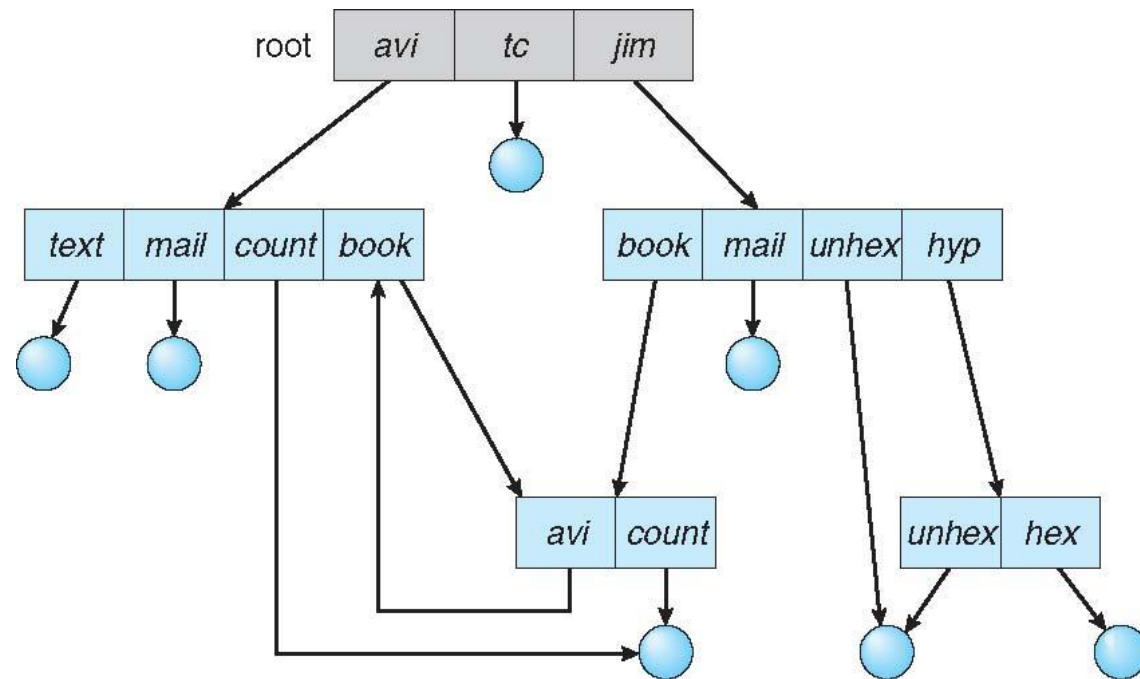 root avi tc jim
text mail count book
book mail unhex hyp
avi count
unhex hex